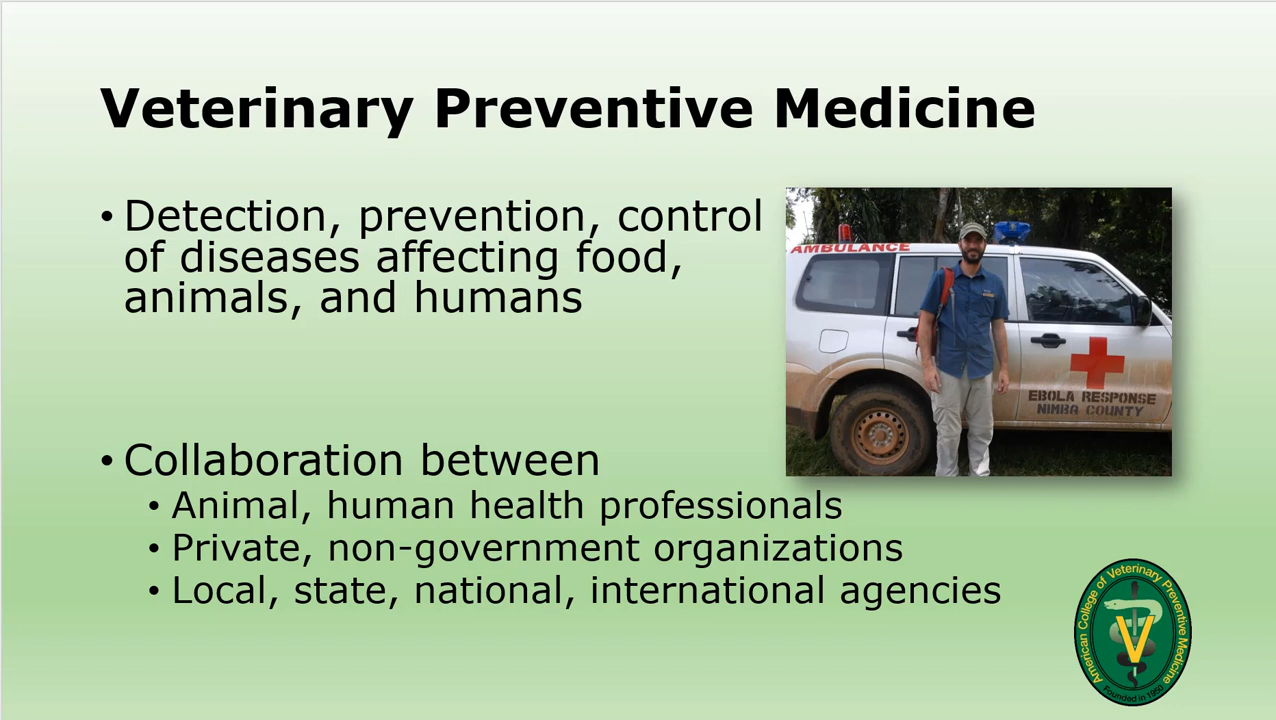 Veterinary Preventive Medicine
• Detection, prevention, control
of diseases affecting food,
animals, and humans
AMBULANCE
EBOLA RESPONSE
NIMBA COUNTY
• Collaboration between
• Animal, human health professionals
• Private, non-government organizations
• Local, state, national, international agencies
American College of Veterinary Preventive Medicine
V
Founded in 1950